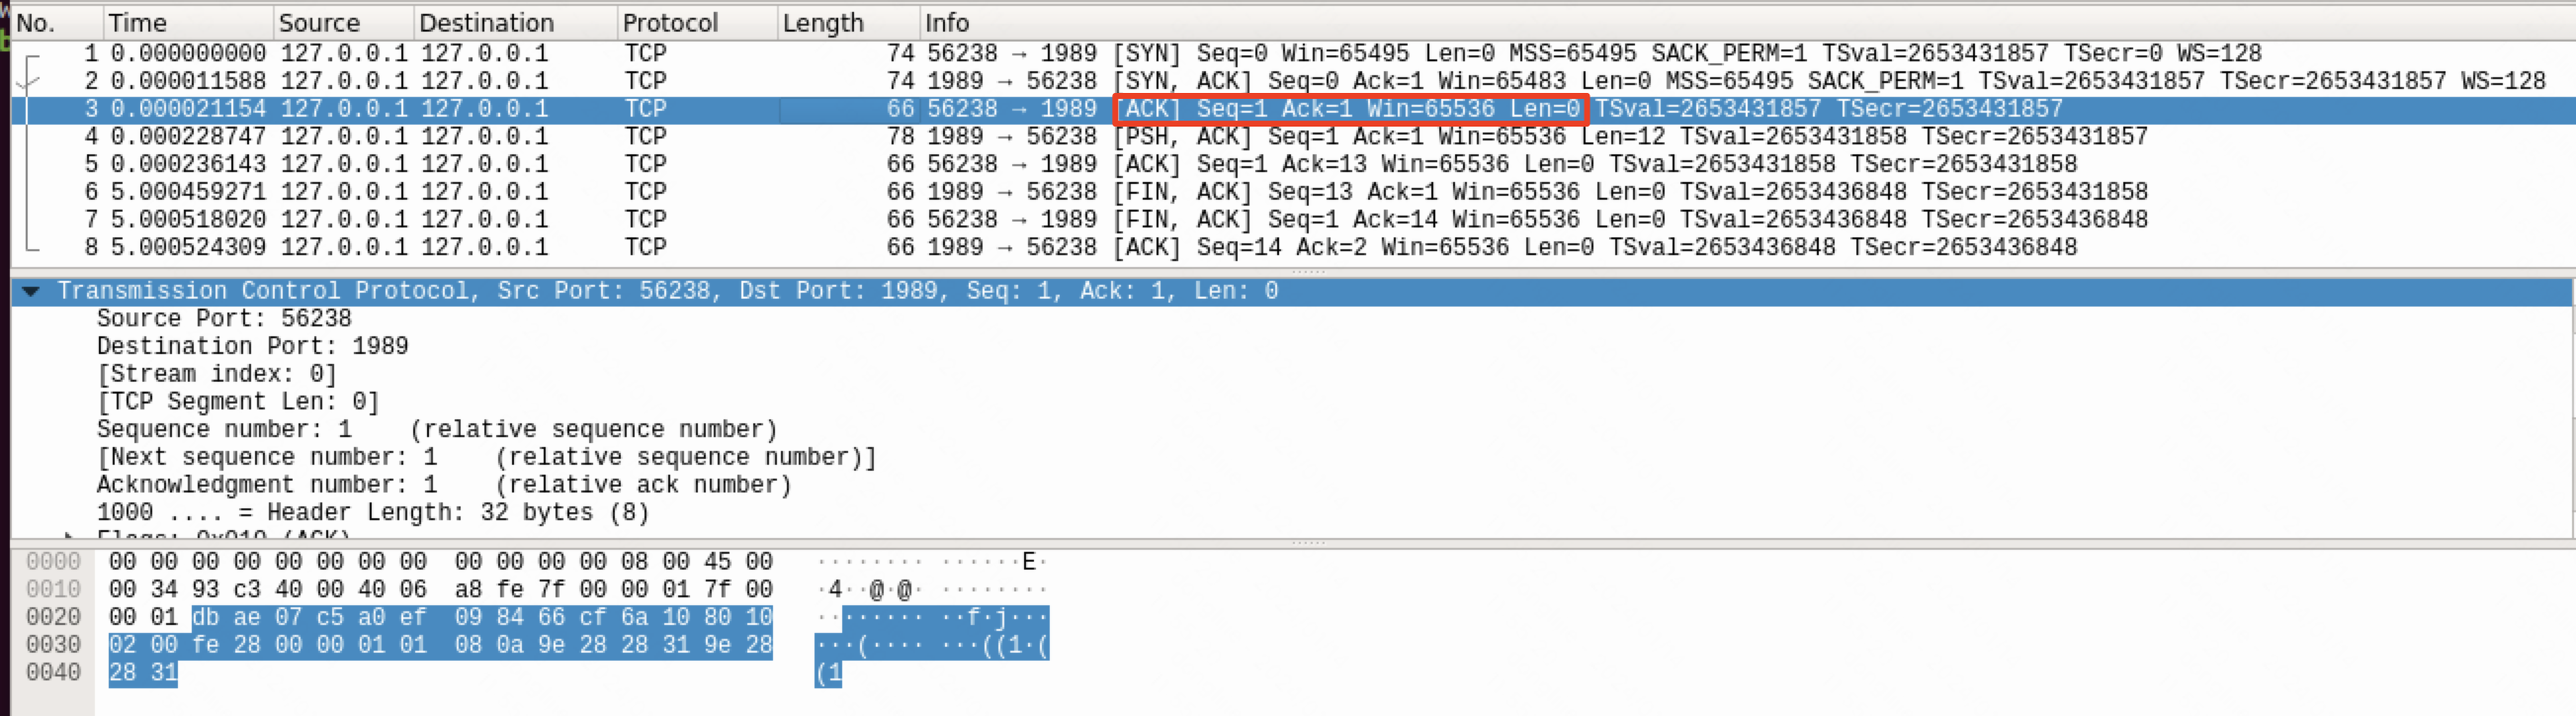 No. Time Source Destination Protocol Length Info
1 0.000000000 127.0.0.1 127.0.0.1 TCP 74 56238 → 1989 [SYN] Seq=0 Win=65495 Len=0 MSS=65495 SACK_PERM=1 TSval=2653431857 TSecr=0 WS=128
2 0.000011588 127.0.0.1 127.0.0.1 TCP 74 1989 → 56238 [SYN, ACK] Seq=0 Ack=1 Win=65483 Len=0 MSS=65495 SACK_PERM=1 TSval=2653431857 TSecr=2653431857 WS=128
3 0.000021154 127.0.0.1 127.0.0.1 TCP 66 56238 → 1989 [ACK] Seq=1 Ack=1 Win=65536 Len=0 TSval=2653431857 TSecr=2653431857
4 0.000228747 127.0.0.1 127.0.0.1 TCP 78 1989 → 56238 [PSH, ACK] Seq=1 Ack=1 Win=65536 Len=12 TSval=2653431858 TSecr=2653431857
5 0.000236143 127.0.0.1 127.0.0.1 TCP 66 56238 → 1989 [ACK] Seq=1 Ack=13 Win=65536 Len=0 TSval=2653431858 TSecr=2653431858
6 5.000459271 127.0.0.1 127.0.0.1 TCP 66 1989 → 56238 [FIN, ACK] Seq=13 Ack=1 Win=65536 Len=0 TSval=2653436848 TSecr=2653431858
7 5.000518020 127.0.0.1 127.0.0.1 TCP 66 56238 → 1989 [FIN, ACK] Seq=1 Ack=14 Win=65536 Len=0 TSval=2653436848 TSecr=2653436848
8 5.000524309 127.0.0.1 127.0.0.1 TCP 66 1989 → 56238 [ACK] Seq=14 Ack=2 Win=65536 Len=0 TSval=2653436848 TSecr=2653436848
Transmission Control Protocol, Src Port: 56238, Dst Port: 1989, Seq: 1, Ack: 1, Len: 0
Source Port: 56238
Destination Port: 1989
[Stream index: 0]
[TCP Segment Len: 0]
Sequence number: 1 (relative sequence number)
[Next sequence number: 1 (relative sequence number)]
Acknowledgment number: 1 (relative ack number)
1000 .... = Header Length: 32 bytes (8)
Flags: 0x010 (ACK)
0000 00 00 00 00 00 00 00 00 00 00 00 00 08 00 45 00 ········ ······E·
0010 00 34 93 c3 40 00 40 06 a8 fe 7f 00 00 01 7f 00 ·4··@·@· ········
0020 00 01 db ae 07 c5 a0 ef 09 84 66 cf 6a 10 80 10 ········ ··f·j···
0030 02 00 fe 28 00 00 01 01 08 0a 9e 28 28 31 9e 28 ···(···· ···((1·(
0040 28 31 (1